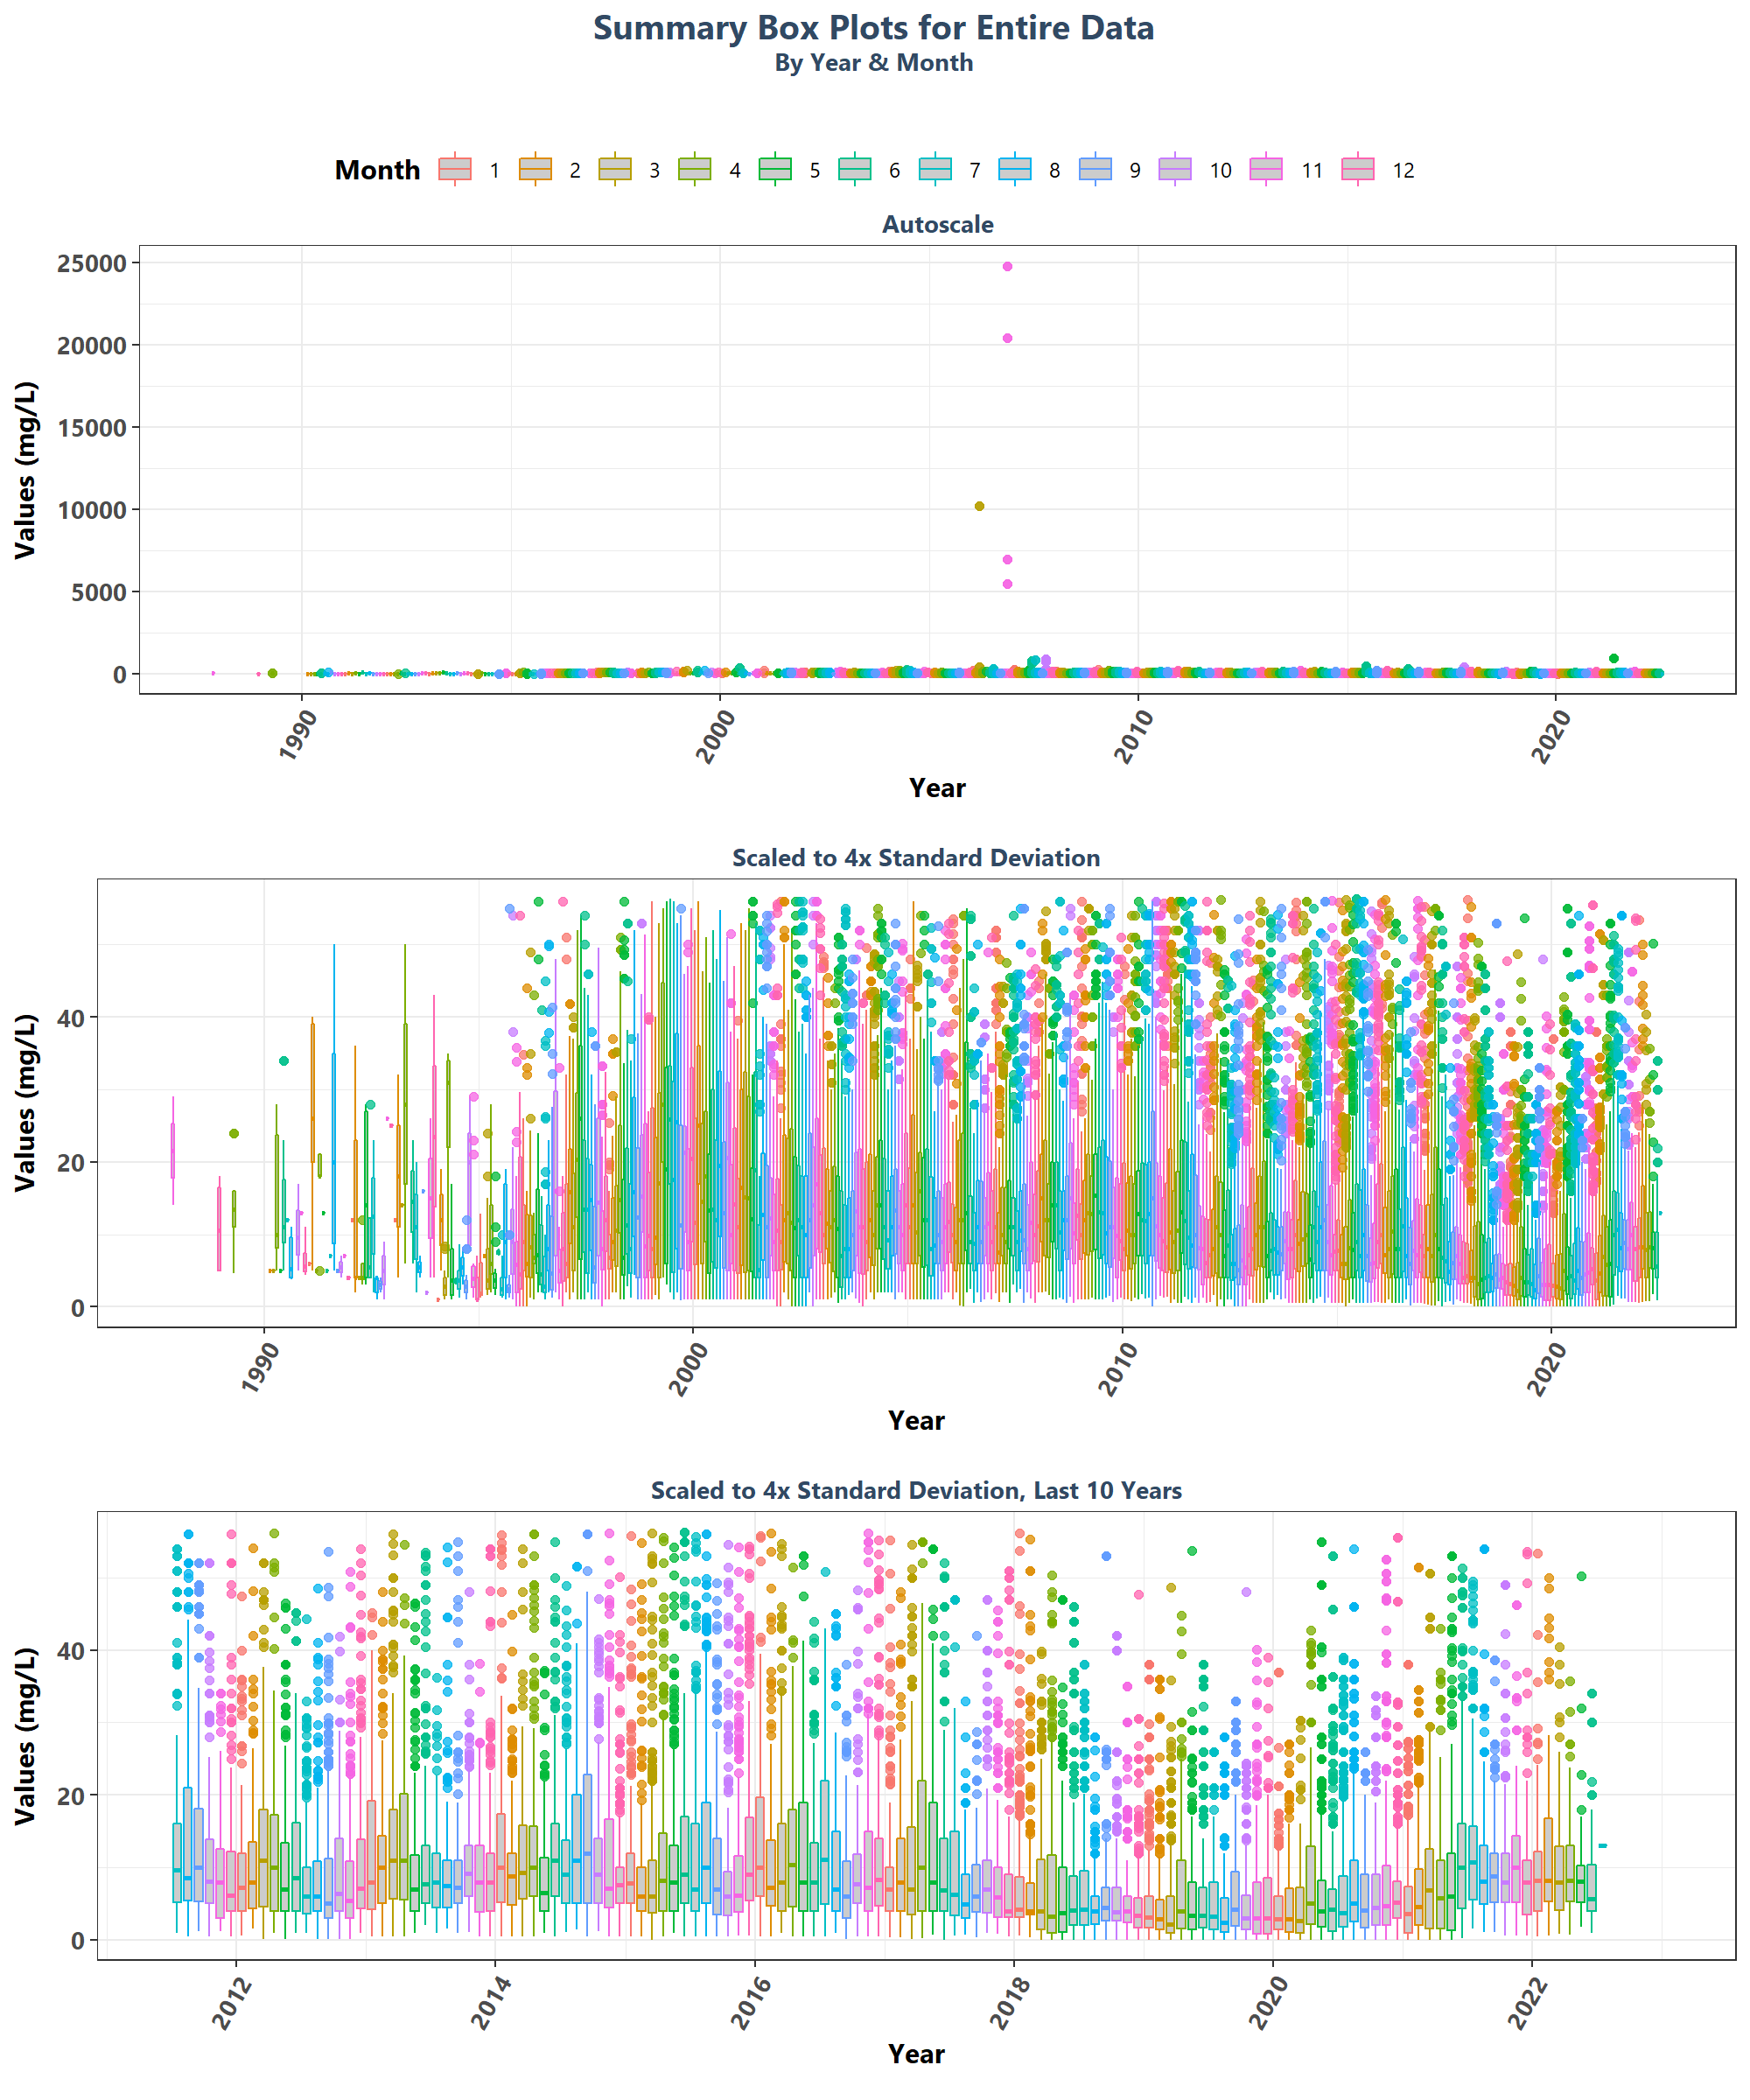 Summary Box Plots for Entire Data
By Year & Month
Month 1 2 3 4 5 6 7 8 9 10 11 12
Autoscale
Values (mg/L)
25000
20000
15000
10000
5000
0
1990 2000 2010 2020
Year
Scaled to 4x Standard Deviation
Values (mg/L)
40
20
0
1990 2000 2010 2020
Year
Scaled to 4x Standard Deviation, Last 10 Years
Values (mg/L)
40
20
0
2012 2014 2016 2018 2020 2022
Year